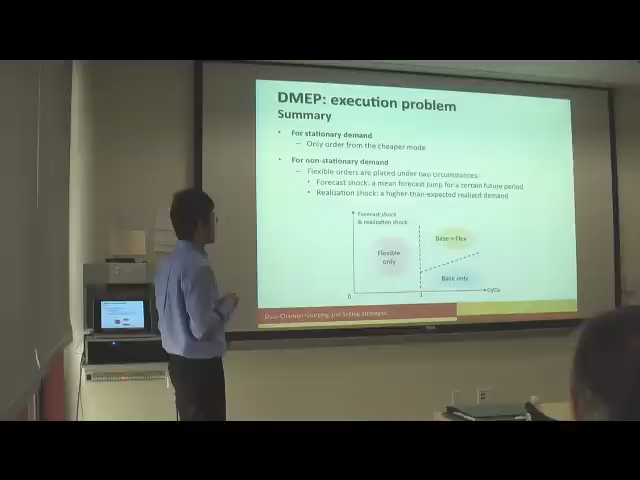 DMEP: execution problem
Summary
• For stationary demand
– Only order from the cheaper mode
• For non-stationary demand
– Flexible orders are placed under two circumstances:
• Forecast shock: a mean forecast jump for a certain future period
• Realization shock: a higher-than-expected realized demand
Forecast shock
& realization shock
Base + Flex
Flexible
only
Base only
0
1
Dual-Channel Sourcing and Selling Strategies